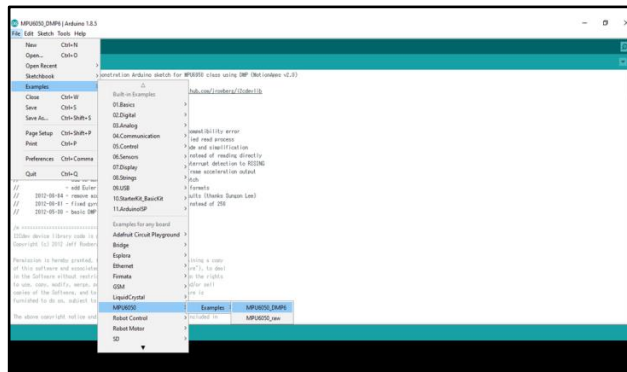 MPU6050_DMP6 | Arduino 1.8.5
File Edit Sketch Tools Help
New Ctrl+N
Open... Ctrl+O
Open Recent
Sketchbook
Examples
Close Ctrl+W
Save Ctrl+S
Save As... Ctrl+Shift+S
Page Setup Ctrl+Shift+P
Print Ctrl+P
Preferences Ctrl+Comma
Quit Ctrl+Q
Built-in Examples
01.Basics
02.Digital
03.Analog
04.Communication
05.Control
06.Sensors
07.Display
08.Strings
09.USB
10.StarterKit_BasicKit
11.ArduinoISP
Examples for any board
Adafruit Circuit Playground
Bridge
Esplora
Ethernet
Firmata
GSM
LiquidCrystal
MPU6050
Robot Control
Robot Motor
SD
Examples
MPU6050_DMP6
MPU6050_raw
onstration Arduino sketch for MPU6050 class using DMP (MotionApps v2.0)
hub.com/jrowberg/i2cdevlib
ompatibility error
ied read process
de and simplification
nstead of reading directly
terrupt detection to RISING
rame acceleration output
tch
formats
ults (thanks Sungon Lee)
nstead of 256
// - add Euler
// 2012-06-04 - remove
// 2012-06-01 - fixed
// 2012-05-30 - basic DMP
I2Cdev device library code is
Copyright (c) 2012 Jeff Rowberg
Permission is hereby granted,
of this software and associated
in the Software without
to use, copy, modify, merge,
copies of the Software, and to
furnished to do so, subject to
The above copyright notice and
included in